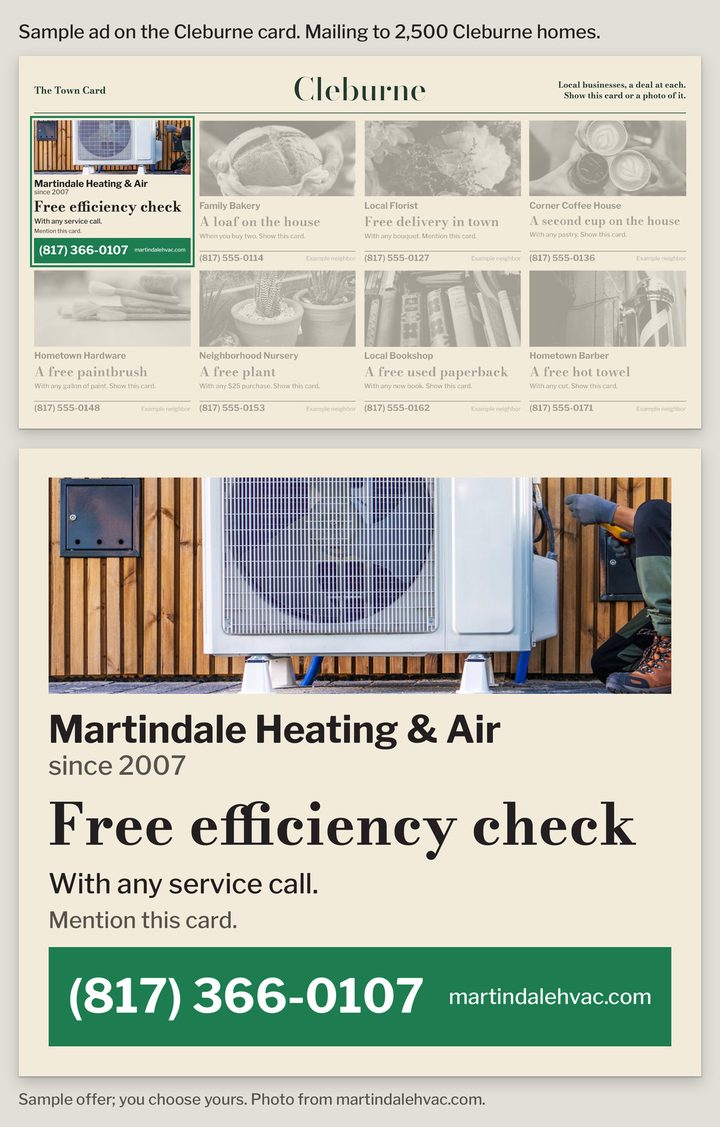 Sample ad on the Cleburne card. Mailing to 2,500 Cleburne homes.
The Town Card
Cleburne
Local businesses, a deal at each.
Show this card or a photo of it.
Martindale Heating & Air
since 2007
Free efficiency check
With any service call.
Mention this card.
(817) 366-0107 martindalehvac.com
Family Bakery
A loaf on the house
When you buy two. Show this card.
(817) 555-0114 Example neighbor
Local Florist
Free delivery in town
With any bouquet. Mention this card.
(817) 555-0127 Example neighbor
Corner Coffee House
A second cup on the house
With any pastry. Show this card.
(817) 555-0136 Example neighbor
Hometown Hardware
A free paintbrush
With any gallon of paint. Show this card.
(817) 555-0148 Example neighbor
Neighborhood Nursery
A free plant
With any $25 purchase. Show this card.
(817) 555-0153 Example neighbor
Local Bookshop
A free used paperback
With any new book. Show this card.
(817) 555-0162 Example neighbor
Hometown Barber
A free hot towel
With any cut. Show this card.
(817) 555-0171 Example neighbor
Martindale Heating & Air
since 2007
Free efficiency check
With any service call.
Mention this card.
(817) 366-0107 martindalehvac.com
Sample offer; you choose yours. Photo from martindalehvac.com.